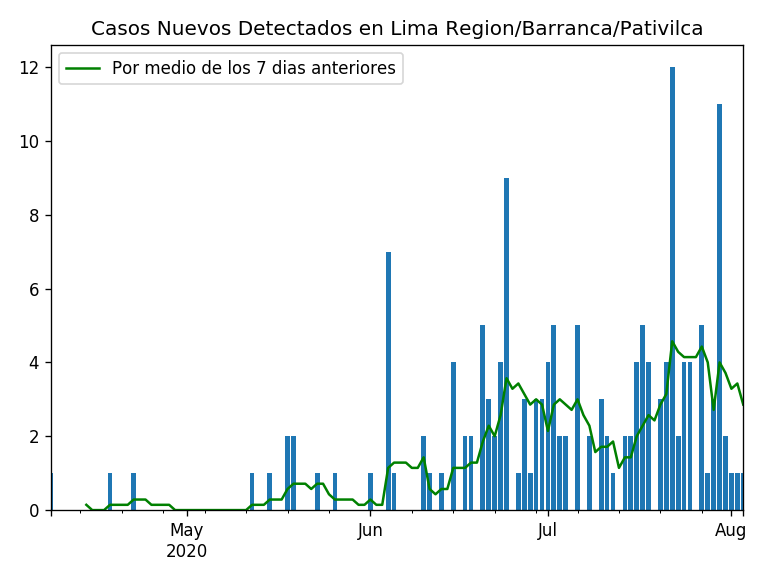 Casos Nuevos Detectados en Lima Region/Barranca/Pativilca
Por medio de los 7 dias anteriores
12
10
8
6
4
2
0
May
2020
Jun
Jul
Aug